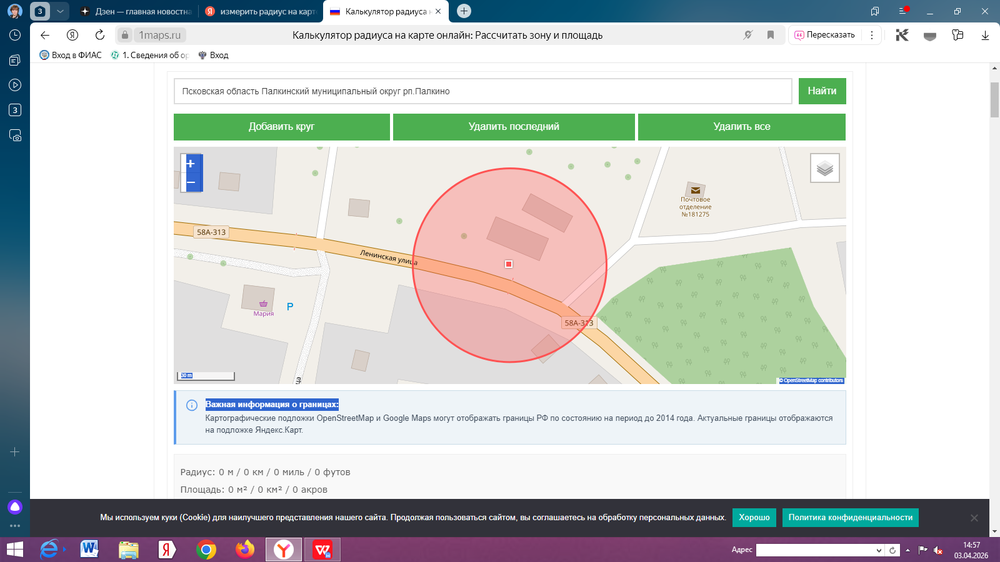 3
Дзен — главная новостна
Я измерить радиус на карт
Калькулятор радиуса н
Я
1maps.ru
Калькулятор радиуса на карте онлайн: Рассчитать зону и площадь
Пересказать
Вход в ФИАС
1. Сведения об ор
Вход
3
Псковская область Палкинский муниципальный округ рп.Палкино
Найти
Добавить круг
Удалить последний
Удалить все
+
−
Почтовое
отделение
№181275
58А-313
Ленинская улица
Мария
P
58А-313
ца
30 m
© OpenStreetMap contributors
Важная информация о границах:
Картографические подложки OpenStreetMap и Google Maps могут отображать границы РФ по состоянию на период до 2014 года. Актуальные границы отображаются
на подложке Яндекс.Карт.
Радиус: 0 м / 0 км / 0 миль / 0 футов
Площадь: 0 м² / 0 км² / 0 акров
Мы используем куки (Cookie) для наилучшего представления нашего сайта. Продолжая пользоваться сайтом, вы соглашаетесь на обработку персональных данных.
Хорошо
Политика конфиденциальности
Адрес
14:57
03.04.2026